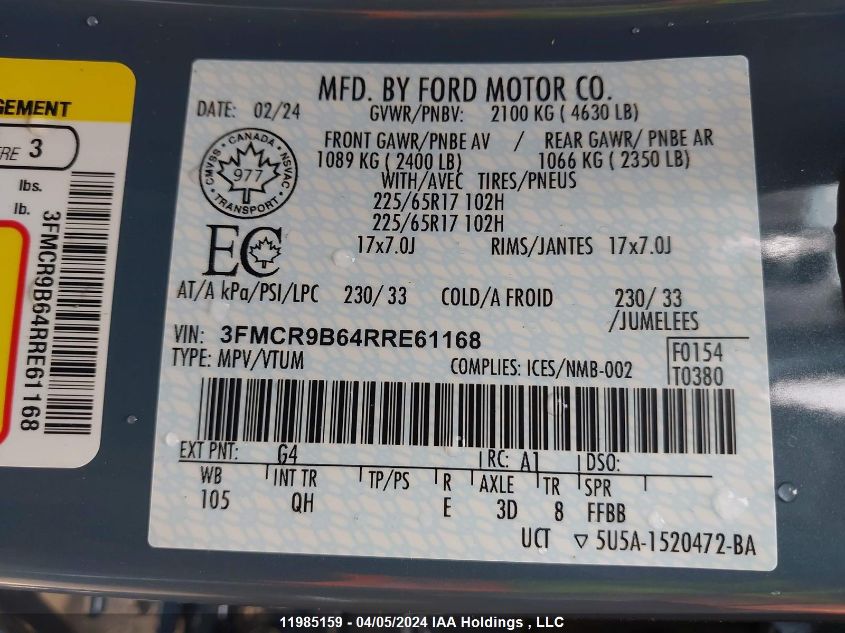 GEMENT
RE 3
lbs.
lb.
3FMCR9B64RRE61168
MFD. BY FORD MOTOR CO.
DATE: 02/24 GVWR/PNBV: 2100 KG ( 4630 LB)
FRONT GAWR/PNBE AV / REAR GAWR/ PNBE AR
1089 KG ( 2400 LB) 1066 KG ( 2350 LB)
WITH/AVEC TIRES/PNEUS
225/65R17 102H
225/65R17 102H
17x7.0J RIMS/JANTES 17x7.0J
CANADA
CMVSS NSVAC
977
TRANSPORT
EC
AT/A kPa/PSI/LPC 230/ 33 COLD/A FROID 230/ 33
/JUMELEES
VIN: 3FMCR9B64RRE61168
TYPE: MPV/VTUM COMPLIES: ICES/NMB-002
F0154
T0380
EXT PNT: G4 RC: A1 DSO:
WB INT TR TP/PS R AXLE TR SPR
105 QH E 3D 8 FFBB
UCT ▽ 5U5A-1520472-BA
11985159 - 04/05/2024 IAA Holdings , LLC